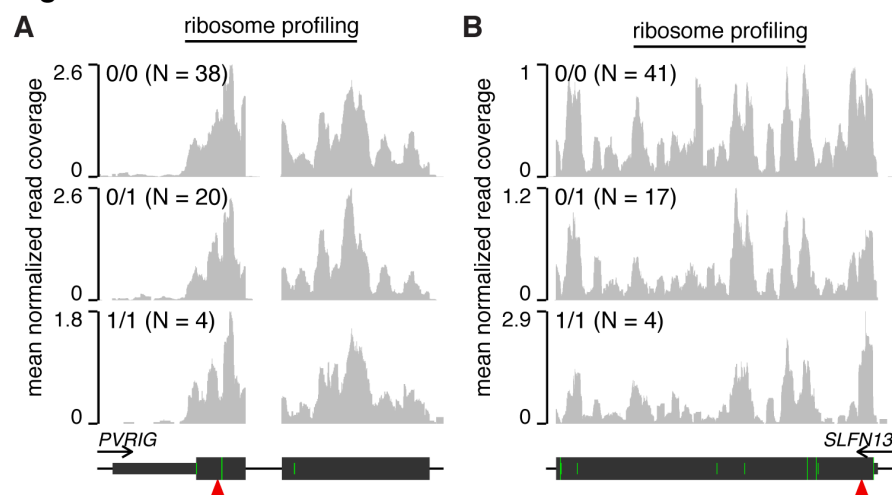 A
ribosome profiling
mean normalized read coverage
2.6
0/0 (N = 38)
0
2.6
0/1 (N = 20)
0
1.8
1/1 (N = 4)
0
PVRIG
B
ribosome profiling
mean normalized read coverage
1
0/0 (N = 41)
0
1.2
0/1 (N = 17)
0
2.9
1/1 (N = 4)
0
SLFN13